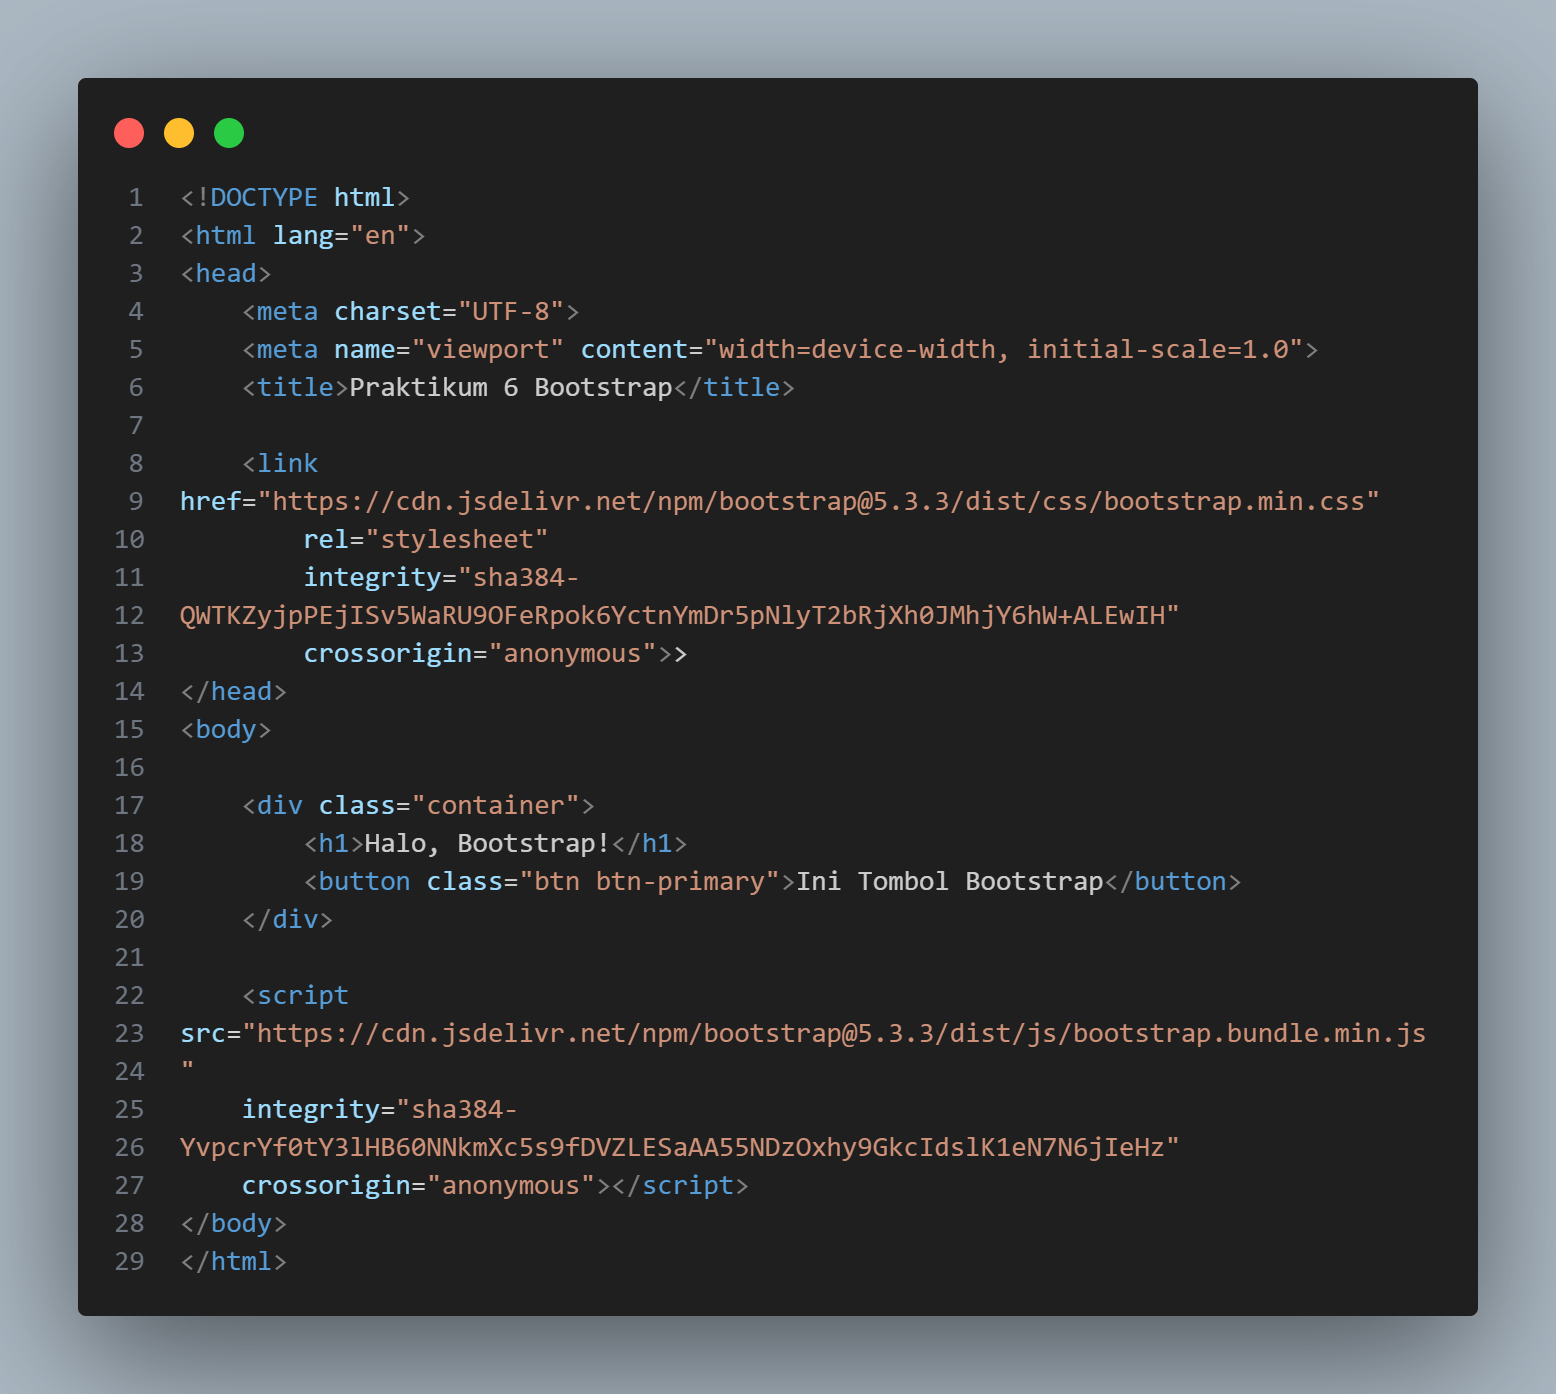 1 <!DOCTYPE html>
2 <html lang="en">
3 <head>
4     <meta charset="UTF-8">
5     <meta name="viewport" content="width=device-width, initial-scale=1.0">
6     <title>Praktikum 6 Bootstrap</title>
7
8     <link
9 href="https://cdn.jsdelivr.net/npm/bootstrap@5.3.3/dist/css/bootstrap.min.css"
10         rel="stylesheet"
11         integrity="sha384-
12 QWTKZyjpPEjISv5WaRU9OFeRpok6YctnYmDr5pNlyT2bRjXh0JMhjY6hW+ALEwIH"
13         crossorigin="anonymous">>
14 </head>
15 <body>
16
17     <div class="container">
18         <h1>Halo, Bootstrap!</h1>
19         <button class="btn btn-primary">Ini Tombol Bootstrap</button>
20     </div>
21
22     <script
23 src="https://cdn.jsdelivr.net/npm/bootstrap@5.3.3/dist/js/bootstrap.bundle.min.js
24 "
25     integrity="sha384-
26 YvpcrYf0tY3lHB60NNkmXc5s9fDVZLESaAA55NDzOxhy9GkcIdslK1eN7N6jIeHz"
27     crossorigin="anonymous"></script>
28 </body>
29 </html>